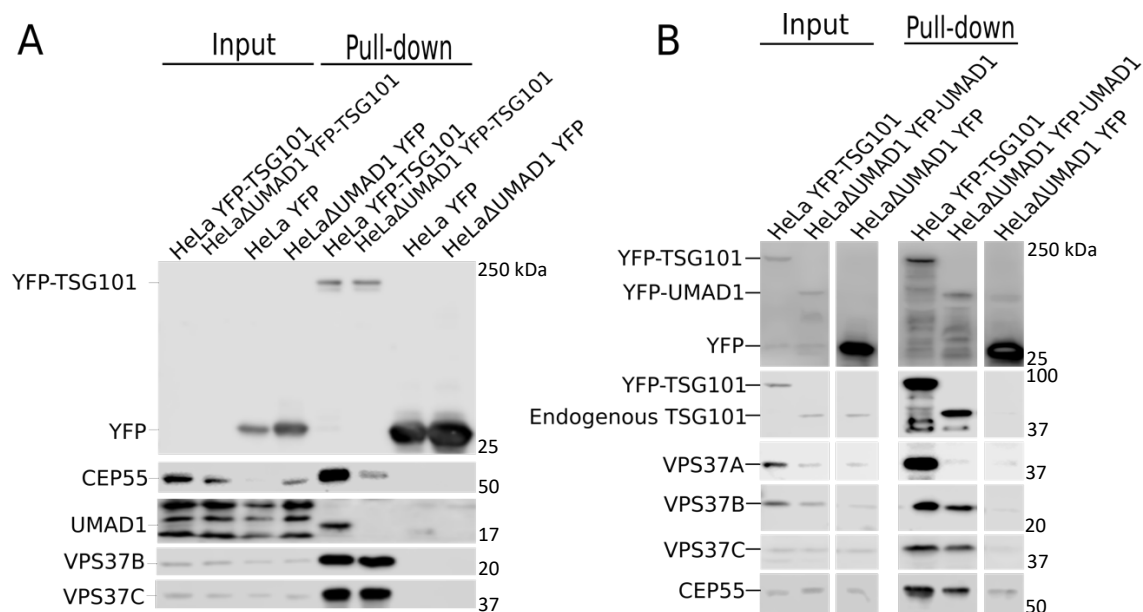 A
Input
Pull-down
HeLa YFP-TSG101
HeLaΔUMAD1 YFP-TSG101
HeLa YFP
HeLaΔUMAD1 YFP
HeLa YFP-TSG101
HeLaΔUMAD1 YFP-TSG101
HeLa YFP
HeLaΔUMAD1 YFP
YFP-TSG101
250 kDa
YFP
25
CEP55
50
UMAD1
17
VPS37B
20
VPS37C
37
B
Input
Pull-down
HeLa YFP-TSG101
HeLaΔUMAD1 YFP-UMAD1
HeLaΔUMAD1 YFP
HeLa YFP-TSG101
HeLaΔUMAD1 YFP-UMAD1
HeLaΔUMAD1 YFP
YFP-TSG101
250 kDa
YFP-UMAD1
YFP
25
YFP-TSG101
100
Endogenous TSG101
37
VPS37A
37
VPS37B
20
VPS37C
37
CEP55
50